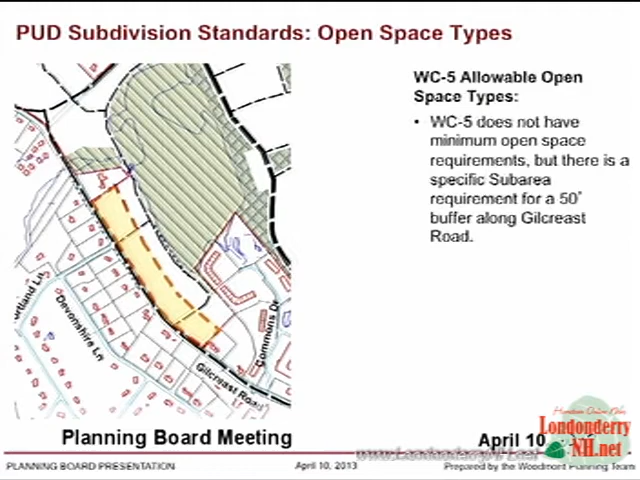 PUD Subdivision Standards: Open Space Types
WC-5 Allowable Open
Space Types:
• WC-5 does not have
minimum open space
requirements, but there is a
specific Subarea
requirement for a 50'
buffer along Gilcreast
Road.
Devonshire Ln
Commons Dr
Gilcreast Road
Planning Board Meeting
April 10
Londonderry
NH.net
PLANNING BOARD PRESENTATION
April 10, 2013
Prepared by the Woodmont Planning Team